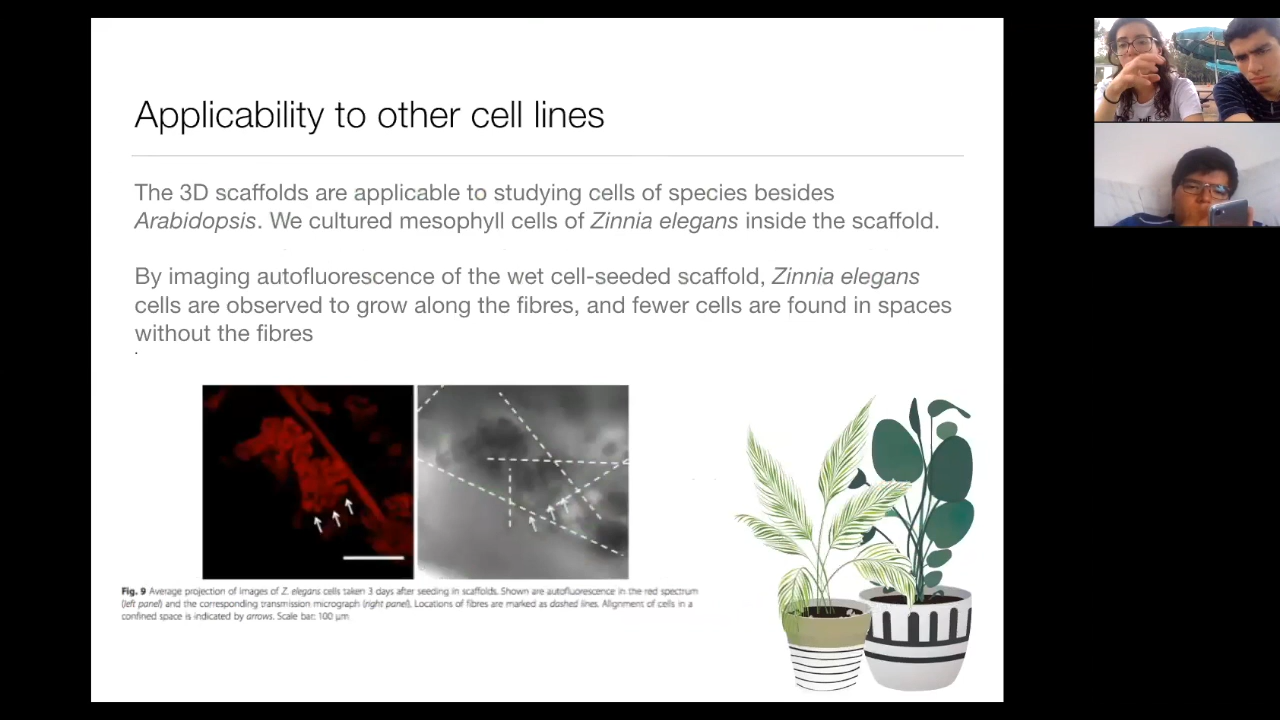 Applicability to other cell lines
The 3D scaffolds are applicable to studying cells of species besides
Arabidopsis. We cultured mesophyll cells of Zinnia elegans inside the scaffold.
By imaging autofluorescence of the wet cell-seeded scaffold, Zinnia elegans
cells are observed to grow along the fibres, and fewer cells are found in spaces
without the fibres
.
Fig. 9 Average projection of images of Z. elegans cells taken 3 days after seeding in scaffolds. Shown are autofluorescence in the red spectrum
(left panel) and the corresponding transmission micrograph (right panel). Locations of fibres are marked as dashed lines. Alignment of cells in a
confined space is indicated by arrows. Scale bar: 100 μm